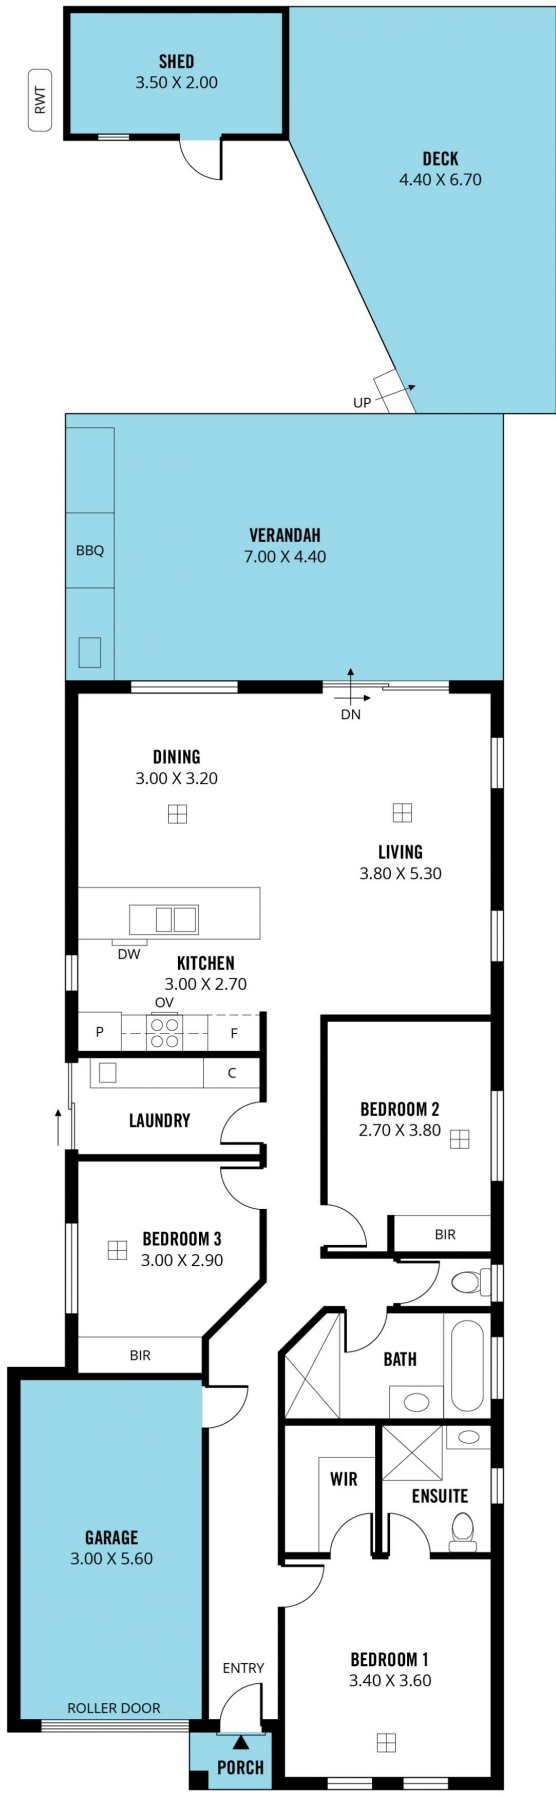 SHED
3.50 X 2.00
RWT
DECK
4.40 X 6.70
UP
VERANDAH
7.00 X 4.40
BBQ
DN
DINING
3.00 X 3.20
LIVING
3.80 X 5.30
DW
KITCHEN
3.00 X 2.70
OV
P
F
C
LAUNDRY
BEDROOM 2
2.70 X 3.80
BIR
BEDROOM 3
3.00 X 2.90
BIR
BATH
WIR
ENSUITE
GARAGE
3.00 X 5.60
ROLLER DOOR
ENTRY
BEDROOM 1
3.40 X 3.60
PORCH